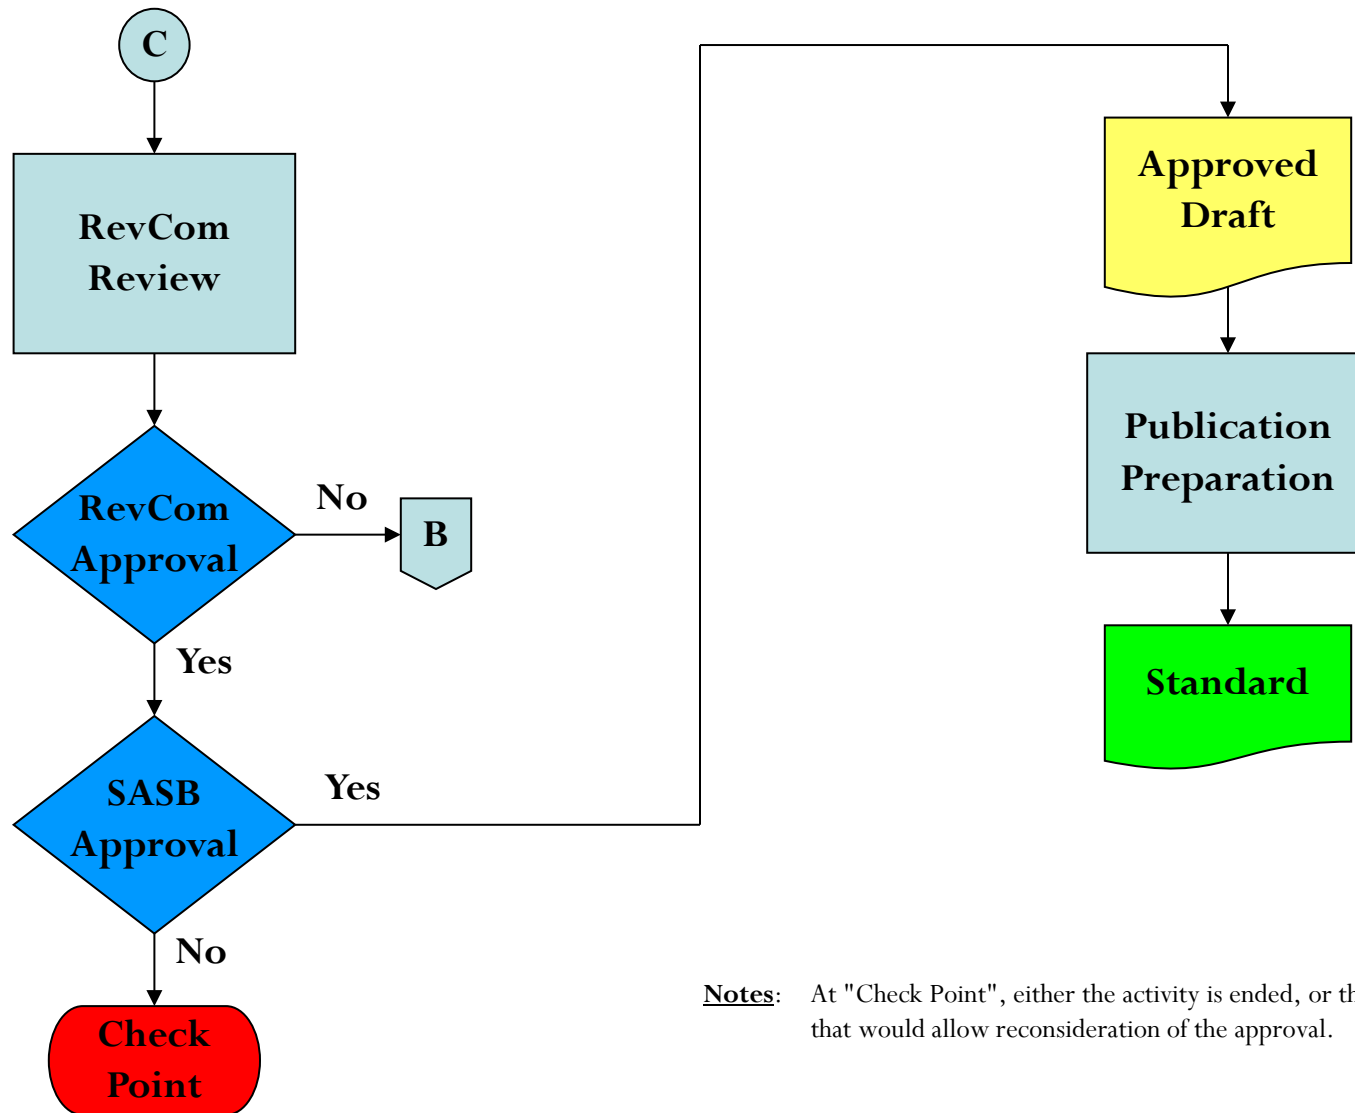 C
RevCom
Review
RevCom
Approval
No
B
Yes
SASB
Approval
Yes
No
Check
Point
Approved
Draft
Publication
Preparation
Standard
Notes: At "Check Point", either the activity is ended, or
that would allow reconsideration of the approval.